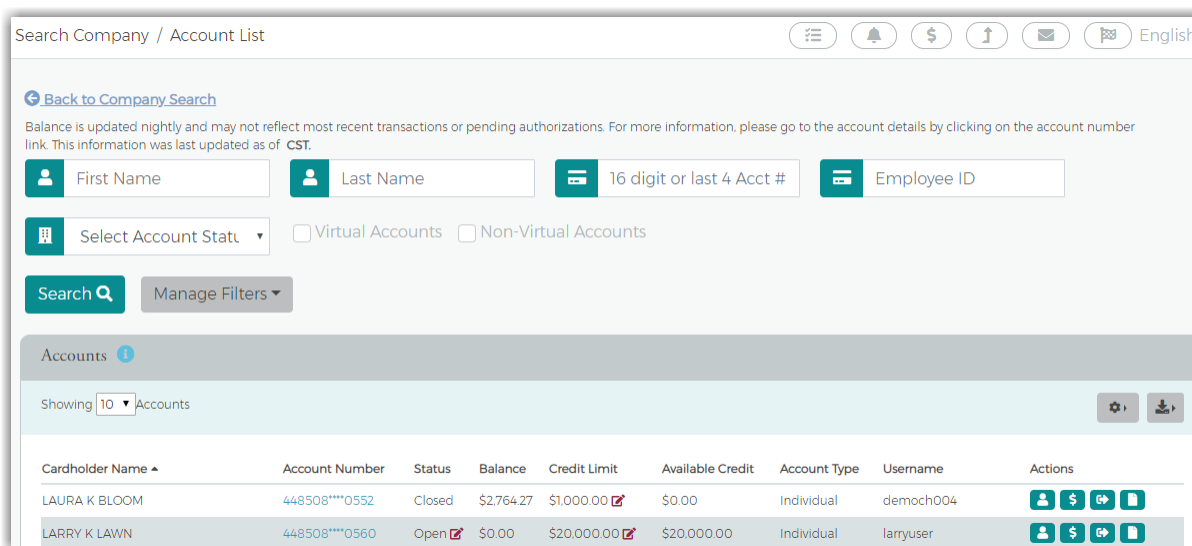 Search Company / Account List
English
Back to Company Search
Balance is updated nightly and may not reflect most recent transactions or pending authorizations. For more information, please go to the account details by clicking on the account number
link. This information was last updated as of CST.
First Name Last Name 16 digit or last 4 Acct # Employee ID
Select Account Statu Virtual Accounts Non-Virtual Accounts
Search Manage Filters
Accounts
Showing 10 Accounts
Cardholder Name Account Number Status Balance Credit Limit Available Credit Account Type Username Actions
LAURA K BLOOM 448508****0552 Closed $2,764.27 $1,000.00 $0.00 Individual democh004
LARRY K LAWN 448508****0560 Open $0.00 $20,000.00 $20,000.00 Individual larryuser